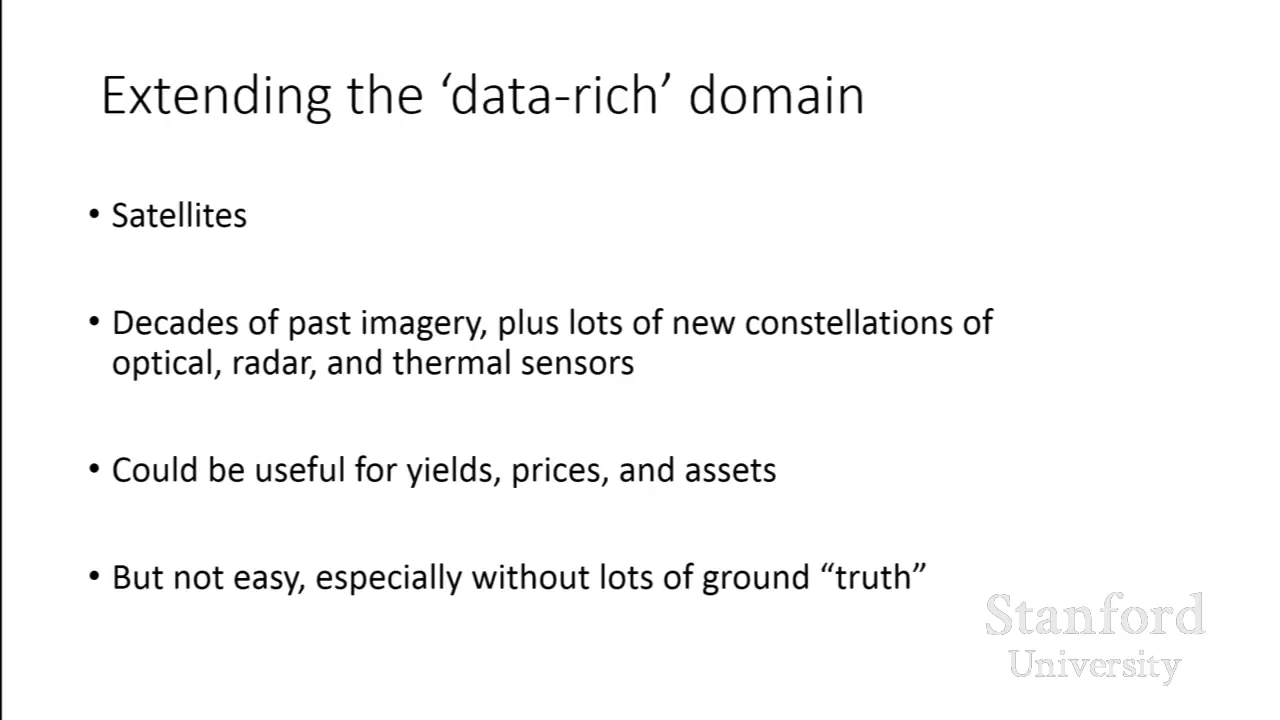 Extending the ‘data-rich’ domain
• Satellites
• Decades of past imagery, plus lots of new constellations of
optical, radar, and thermal sensors
• Could be useful for yields, prices, and assets
• But not easy, especially without lots of ground “truth”
Stanford
University